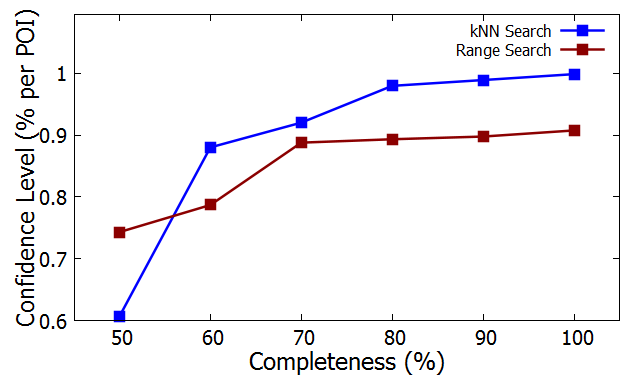 kNN Search
Range Search
Confidence Level (% per POI)
1
0.9
0.8
0.7
0.6
50 60 70 80 90 100
Completeness (%)